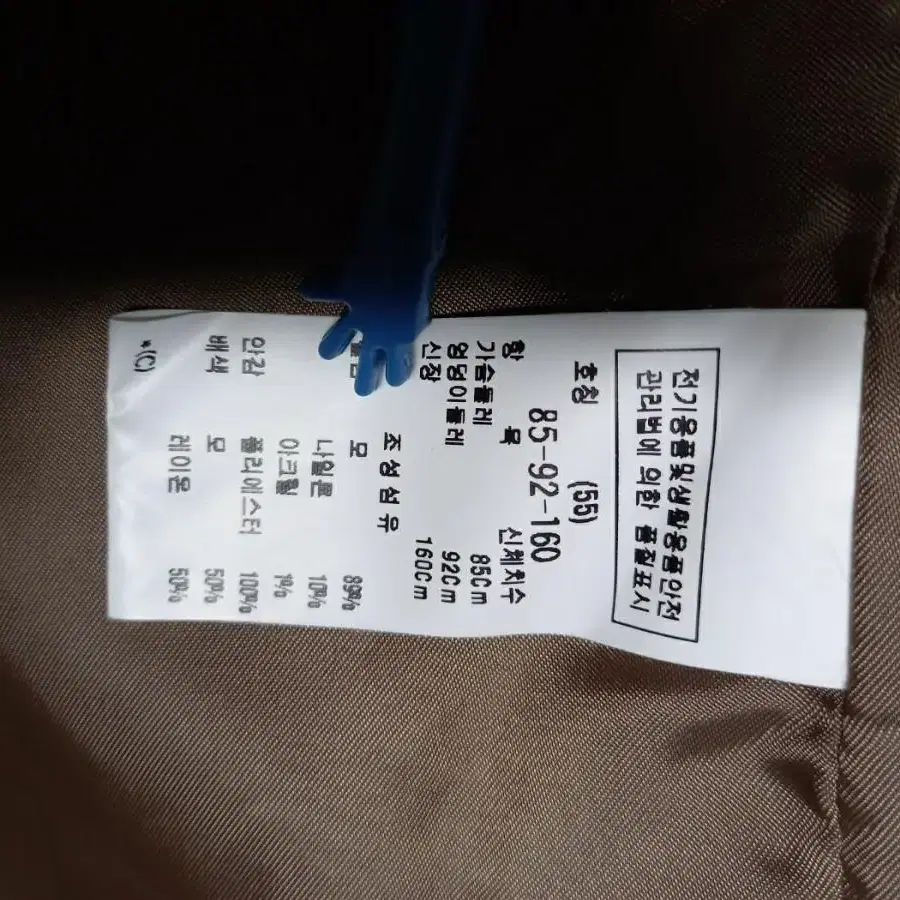 전기용품및생활용품안전
관리법에 의한 품질표시
호칭 (55)
85-92-160
항 목 신체치수
가슴둘레 85Cm
엉덩이둘레 92Cm
신장 160Cm
조성섬유
모 89%
나일론 10%
아크릴 1%
안감 폴리에스터 100%
배색 모 50%
레이온 50%
*(C)